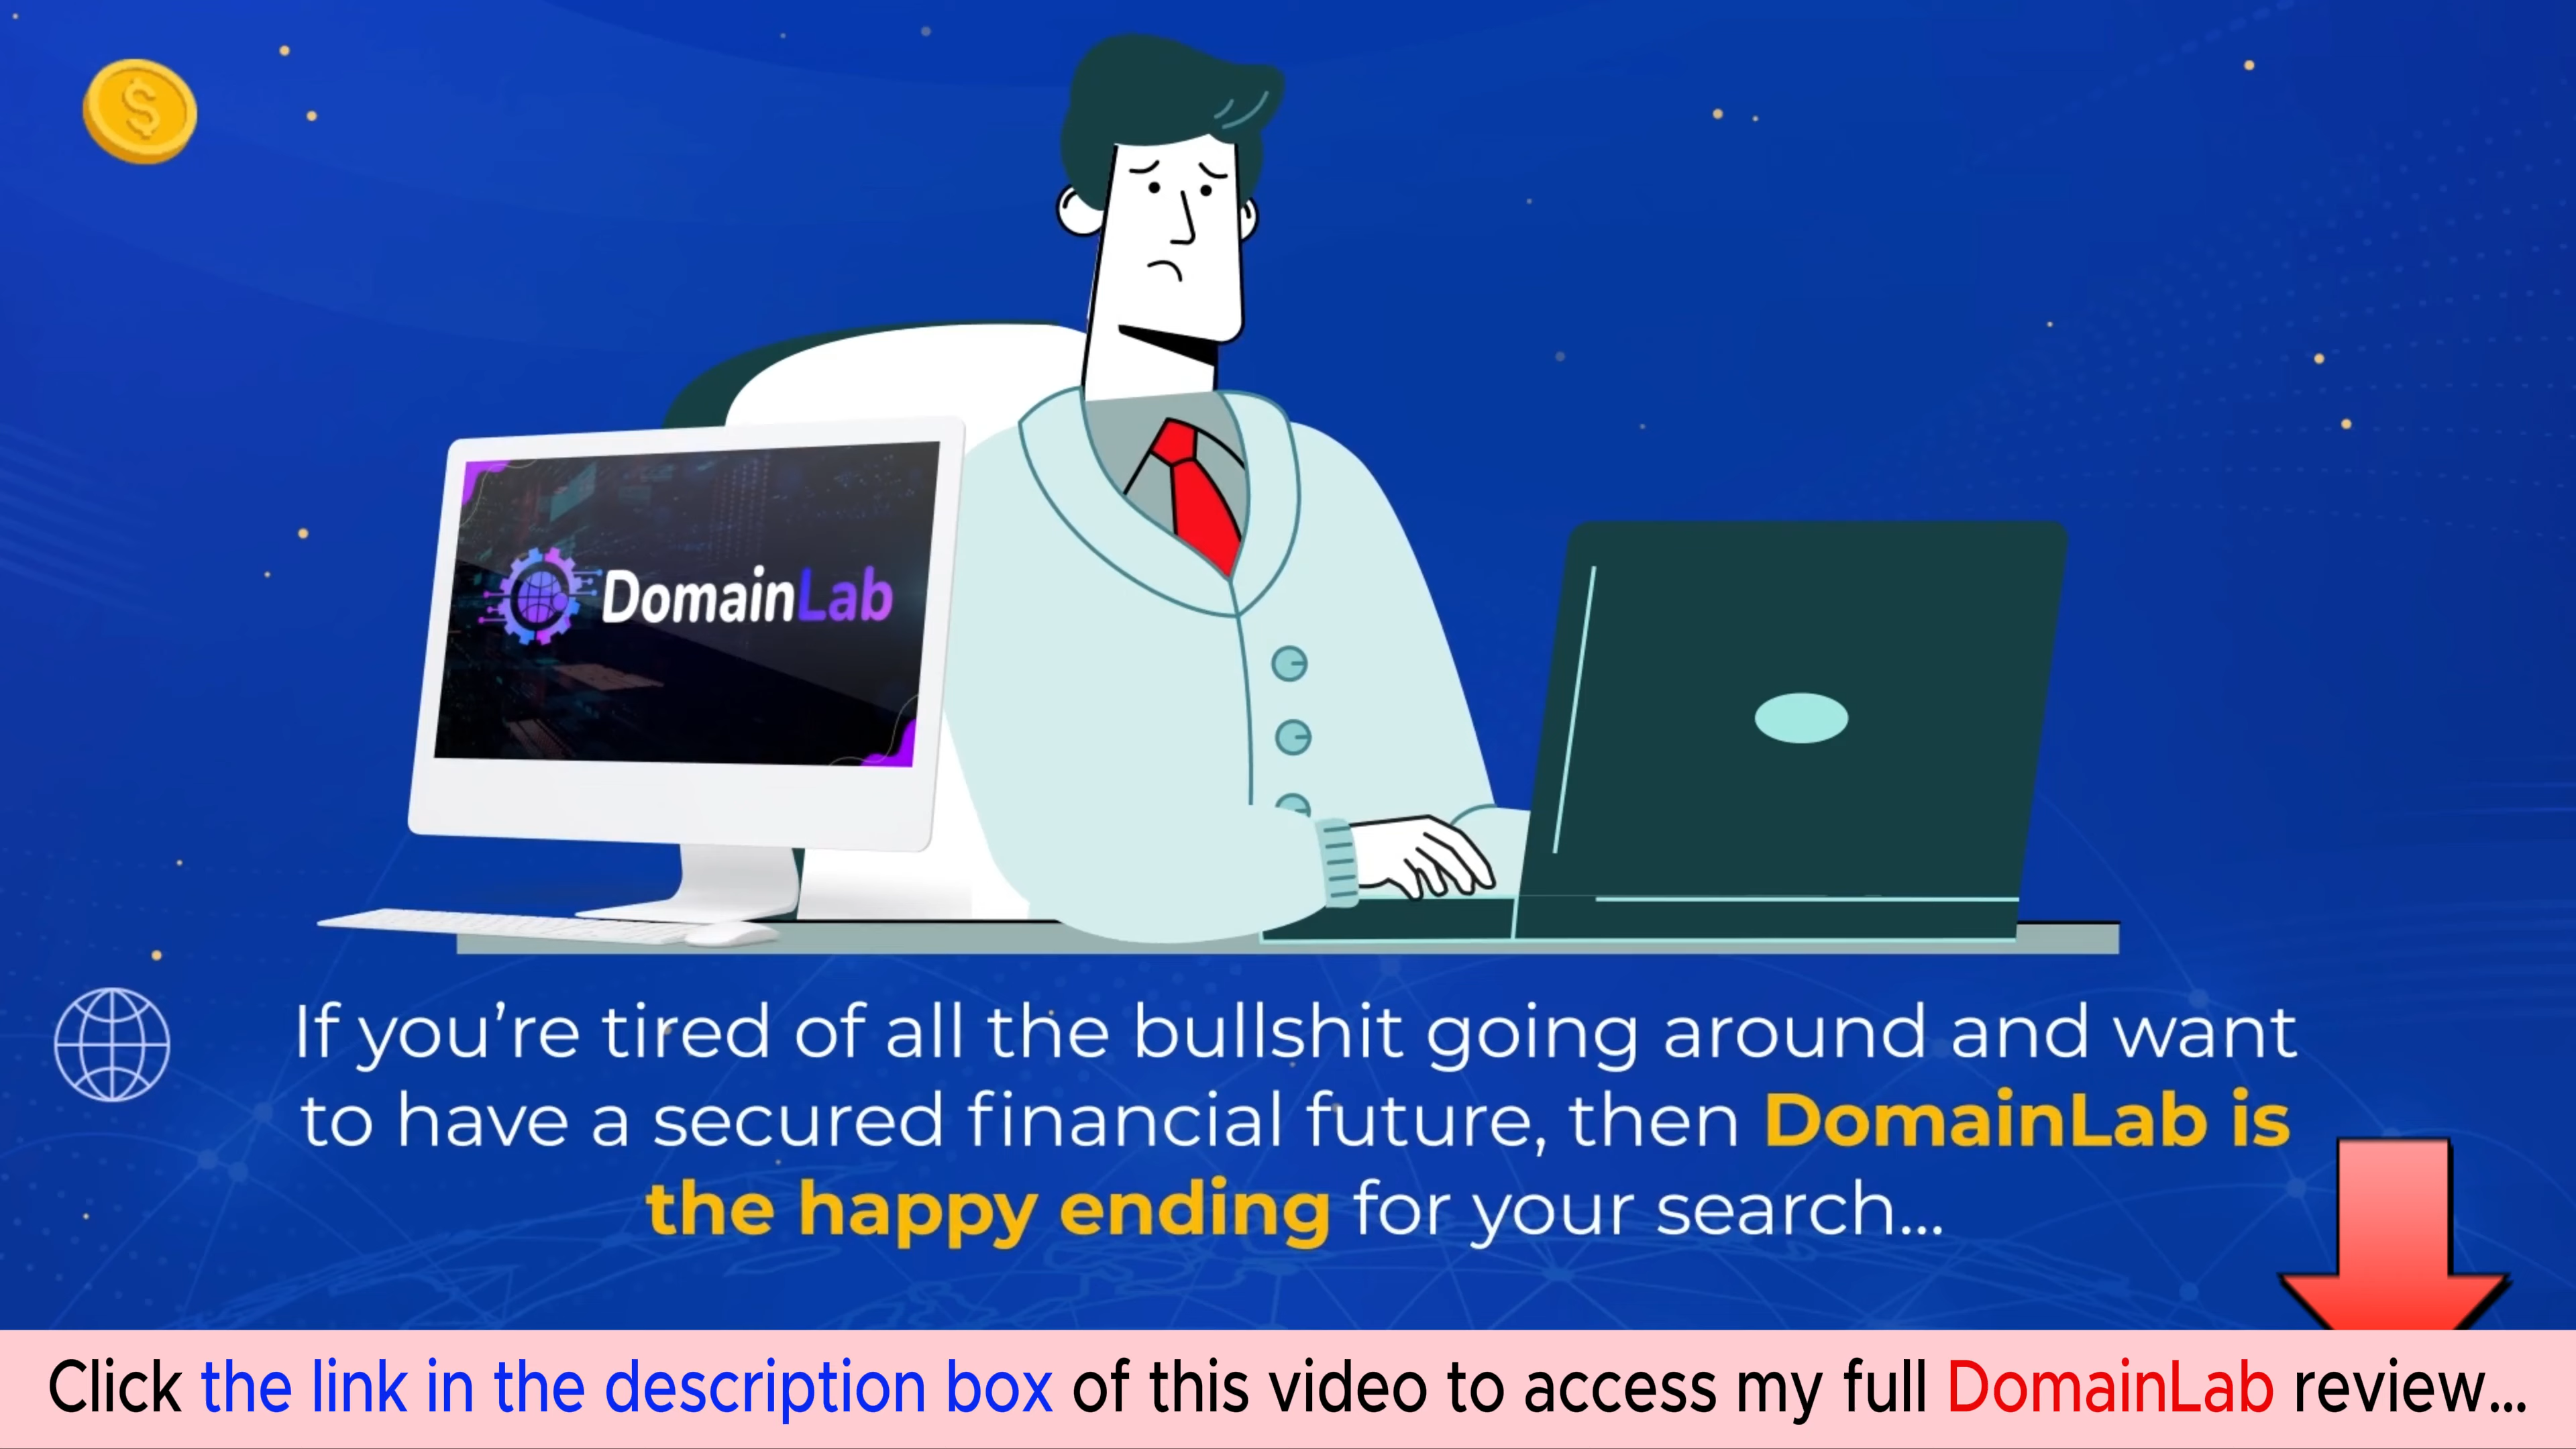 $
DomainLab
If you're tired of all the bullshit going around and want
to have a secured financial future, then DomainLab is
the happy ending for your search...
Click the link in the description box of this video to access my full DomainLab review...